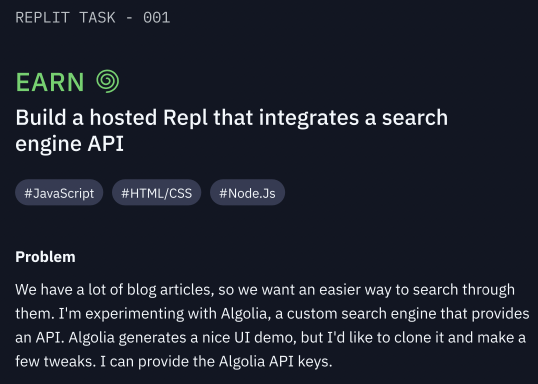 REPLIT TASK - 001
EARN
Build a hosted Repl that integrates a search
engine API
#JavaScript #HTML/CSS #Node.Js
Problem
We have a lot of blog articles, so we want an easier way to search through
them. I'm experimenting with Algolia, a custom search engine that provides
an API. Algolia generates a nice UI demo, but I'd like to clone it and make a
few tweaks. I can provide the Algolia API keys.